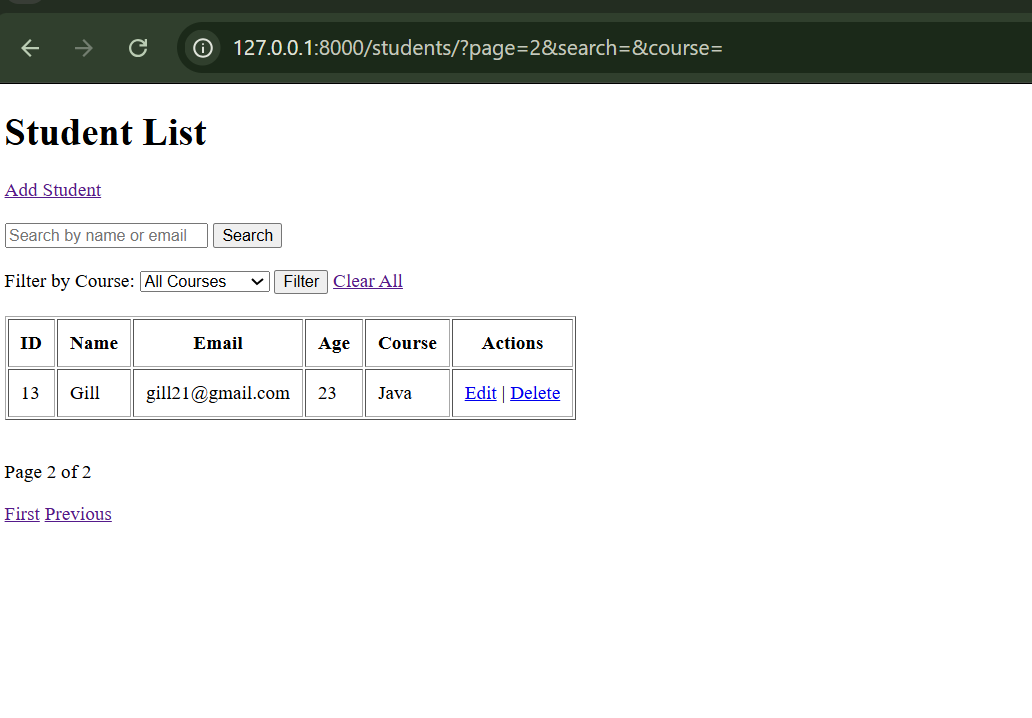 127.0.0.1:8000/students/?page=2&search=&course=
Student List
Add Student
Search by name or email Search
Filter by Course: All Courses Filter Clear All
ID Name Email Age Course Actions
13 Gill gill21@gmail.com 23 Java Edit | Delete
Page 2 of 2
First Previous